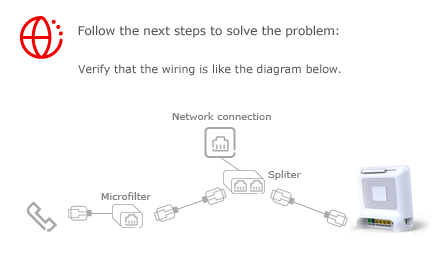 Follow the next steps to solve the problem:
Verify that the wiring is like the diagram below.
Network connection
Spliter
Microfilter